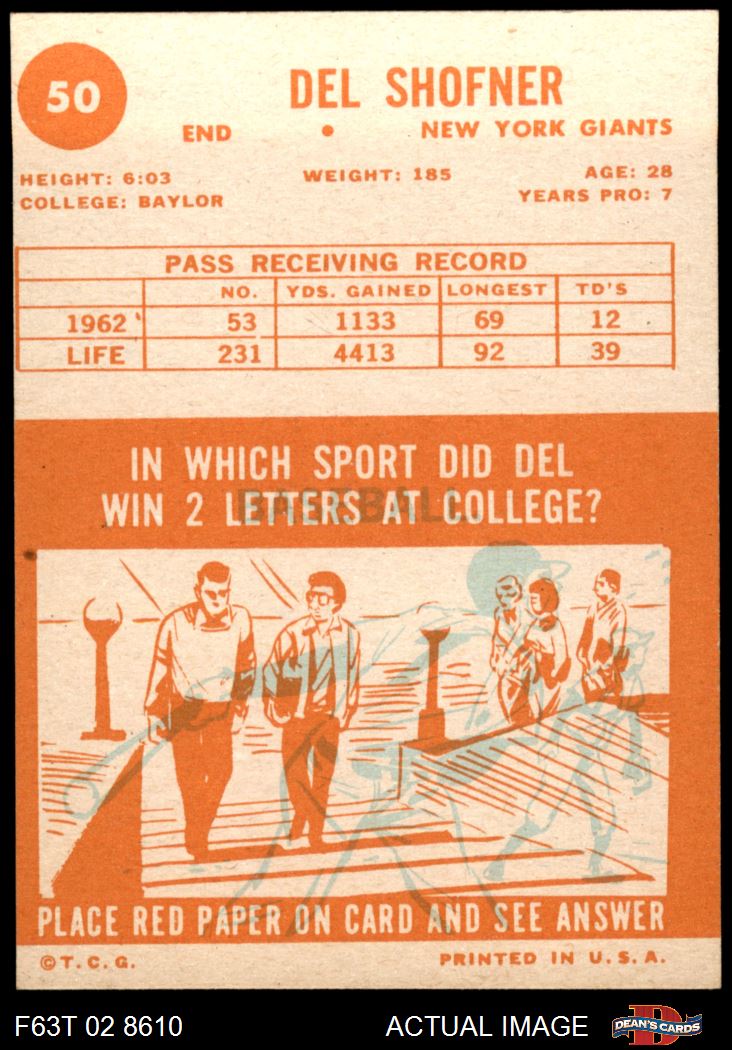 50
DEL SHOFNER
END • NEW YORK GIANTS
HEIGHT: 6:03 WEIGHT: 185 AGE: 28
COLLEGE: BAYLOR YEARS PRO: 7
PASS RECEIVING RECORD
NO. YDS. GAINED LONGEST TD'S
1962 53 1133 69 12
LIFE 231 4413 92 39
IN WHICH SPORT DID DEL
WIN 2 LETTERS AT COLLEGE?
BASEBALL
PLACE RED PAPER ON CARD AND SEE ANSWER
© T. C. G. PRINTED IN U. S. A.
F63T 02 8610 ACTUAL IMAGE DEAN'S CARDS